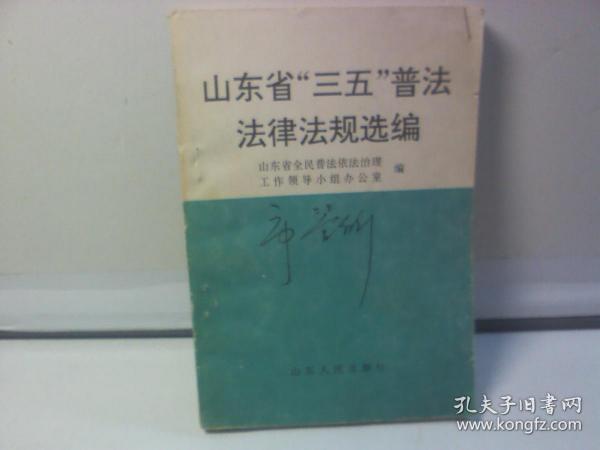 山东省“三五”普法
法律法规选编
山东省全民普法依法治理
工作领导小组办公室 编
山东人民出版社
孔夫子旧书网
www.kongfz.com